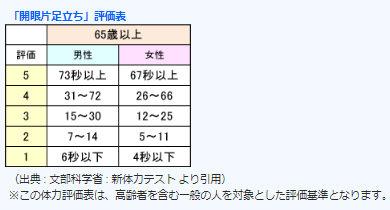 「開眼片足立ち」評価表
65歳以上
評価 男性 女性
5 73秒以上 67秒以上
4 31～72 26～66
3 15～30 12～25
2 7～14 5～11
1 6秒以下 4秒以下
（出典 : 文部科学省 : 新体力テスト より引用）
※この体力評価表は、高齢者を含む一般の人を対象とした評価基準となります。